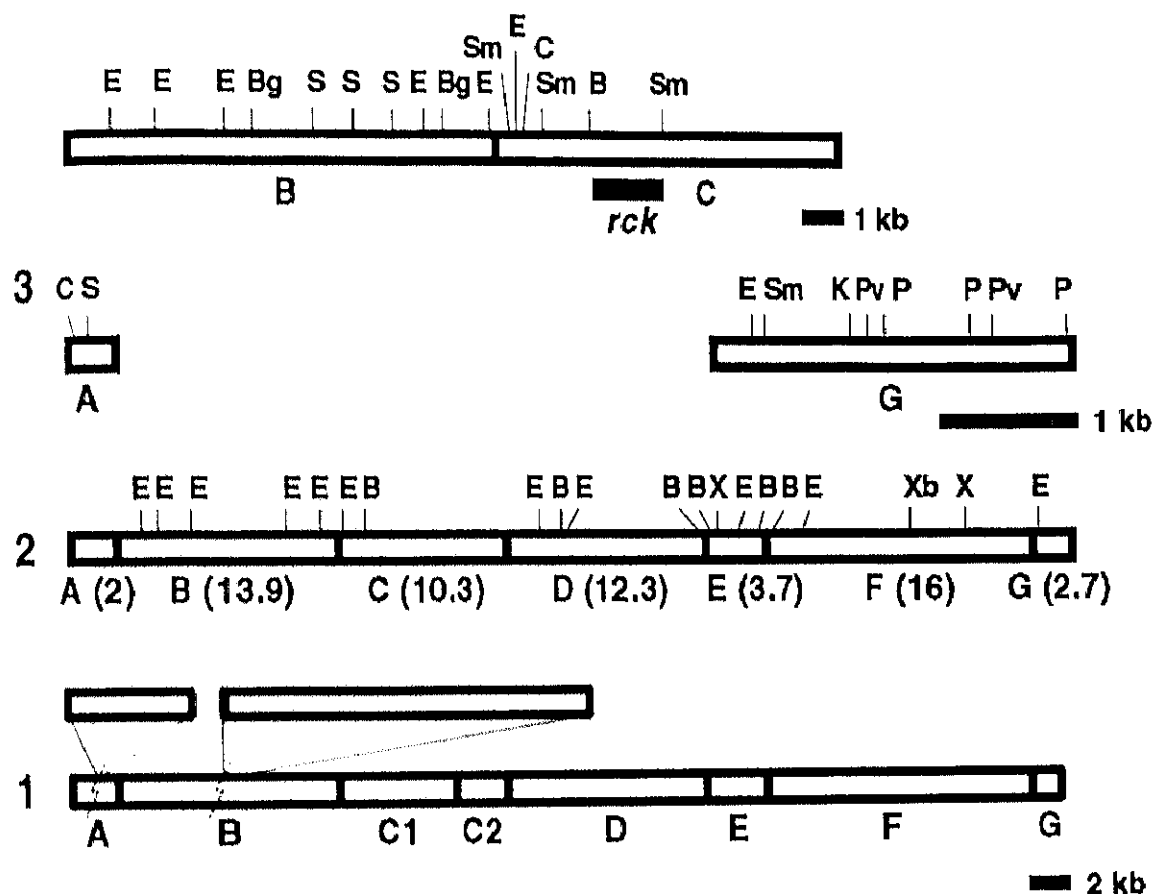 E
Sm C
E E E Bg S S S E Bg E Sm B Sm
B C
rck
1 kb
3 C S E Sm K Pv P P Pv P
A G
1 kb
E E E E E E B E B E B B X E B B E Xb X E
2
A (2) B (13.9) C (10.3) D (12.3) E (3.7) F (16) G (2.7)
1
A B C1 C2 D E F G
2 kb